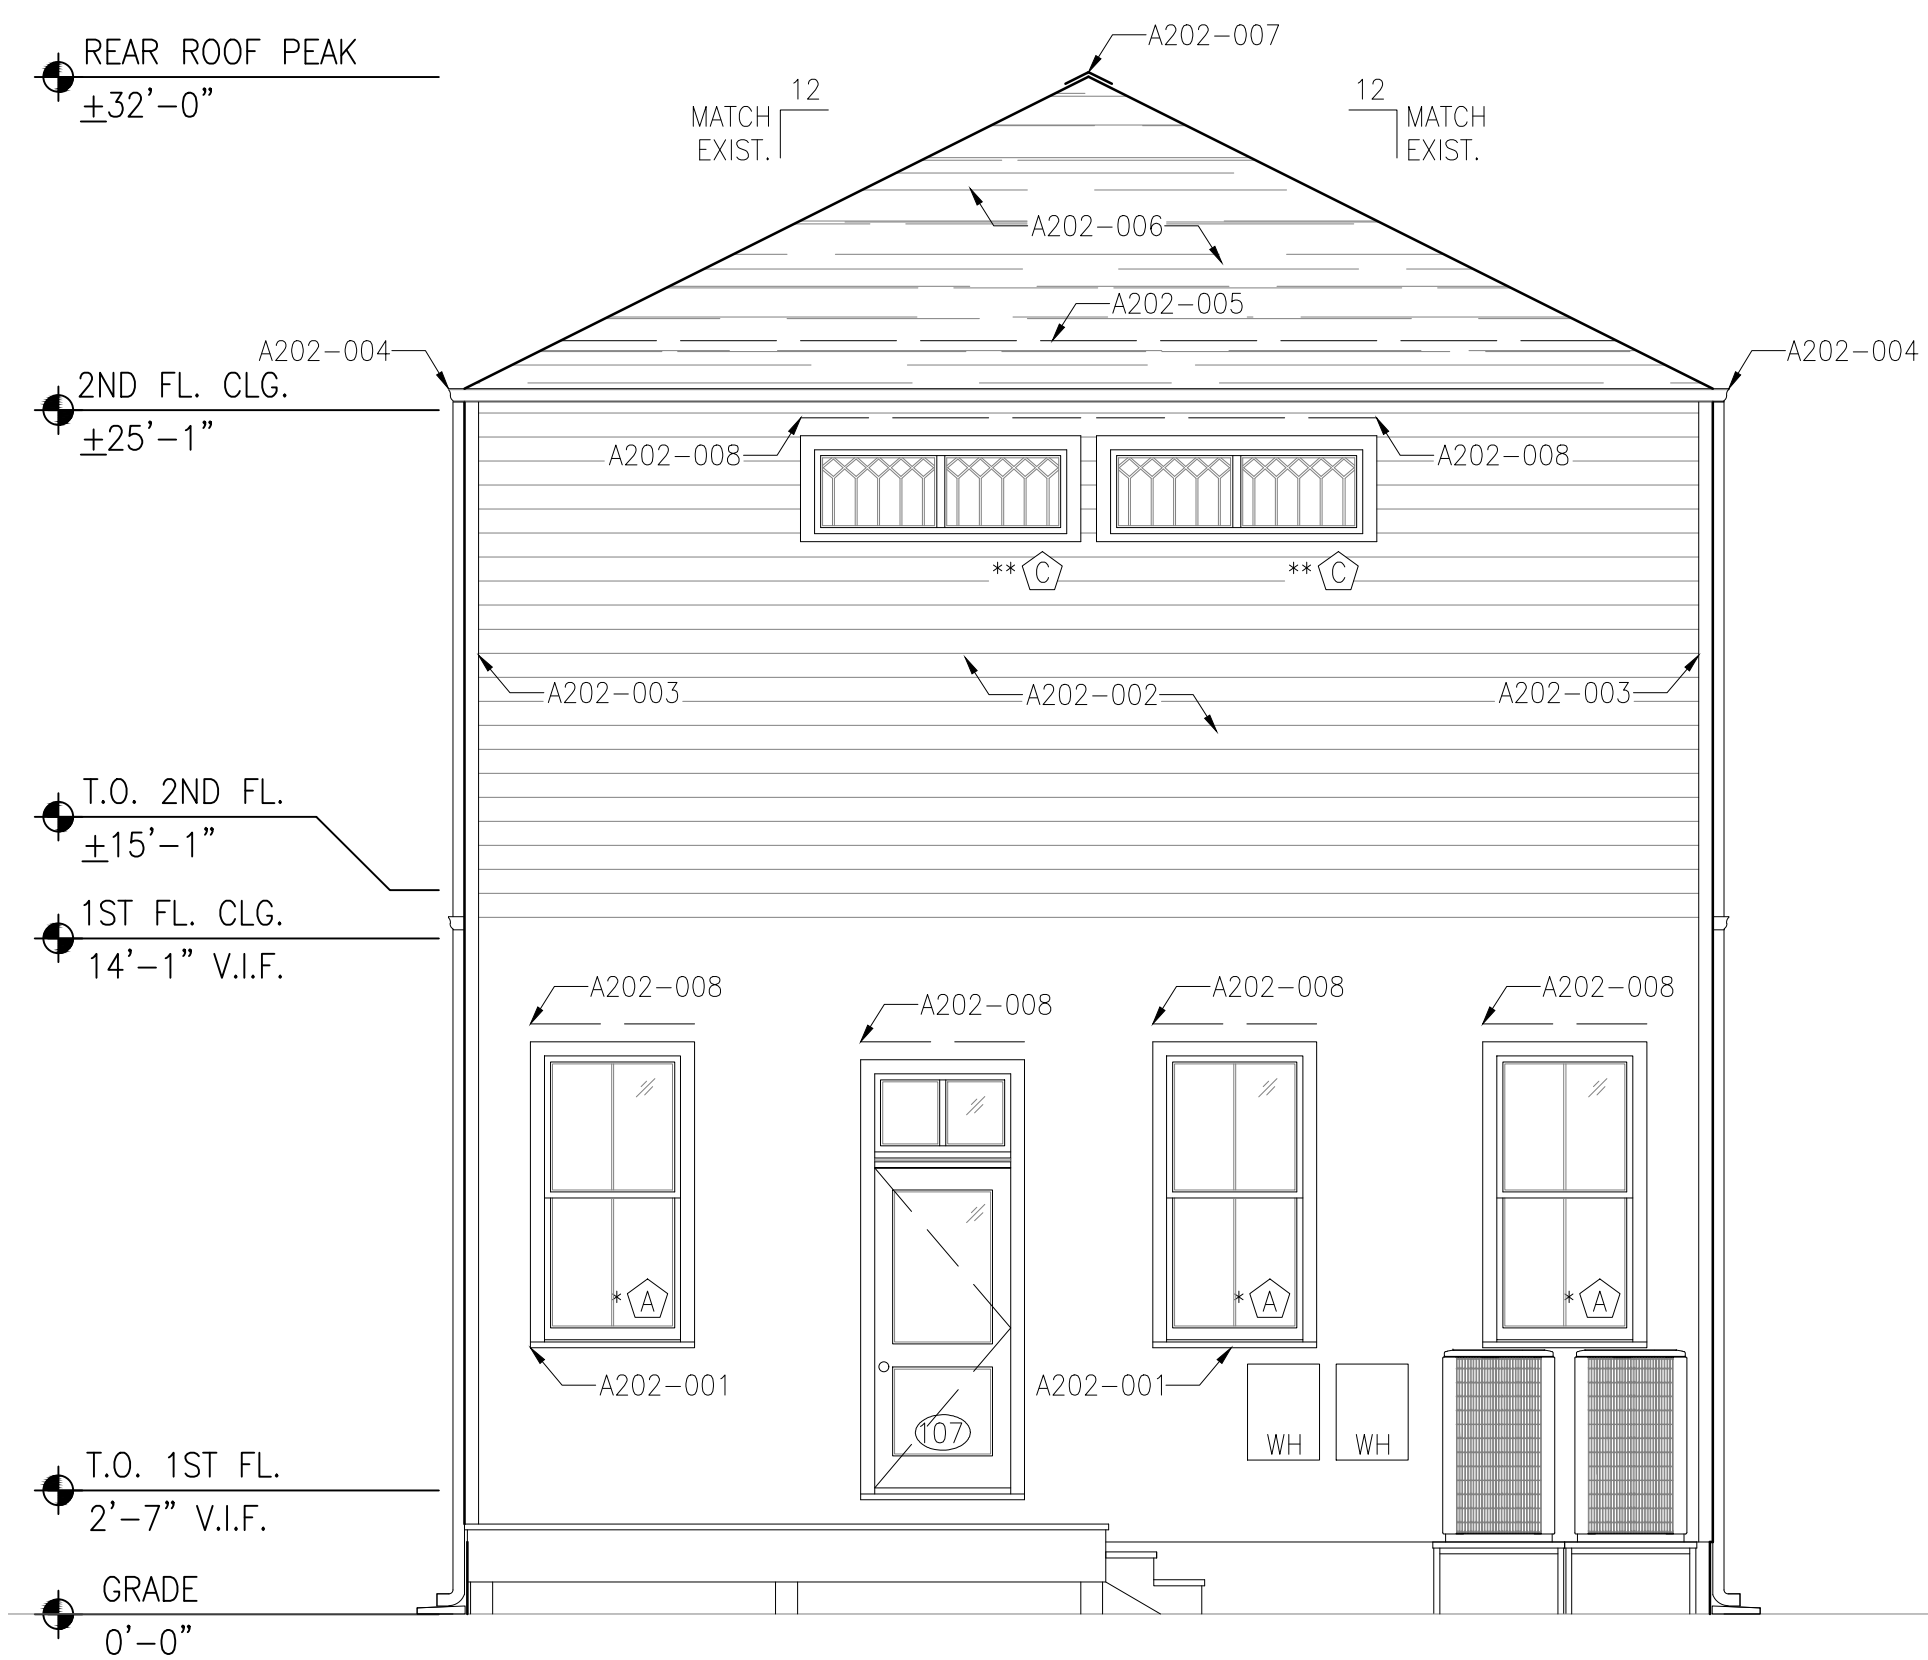 A202-007
REAR ROOF PEAK
±32'-0"
12
MATCH
EXIST.
12
MATCH
EXIST.
A202-006
A202-005
A202-004
A202-004
2ND FL. CLG.
±25'-1"
A202-008
A202-008
** C
** C
A202-003
A202-002
A202-003
T.O. 2ND FL.
±15'-1"
1ST FL. CLG.
14'-1" V.I.F.
A202-008
A202-008
A202-008
A202-008
* A
* A
* A
A202-001
A202-001
107
WH
WH
T.O. 1ST FL.
2'-7" V.I.F.
GRADE
0'-0"